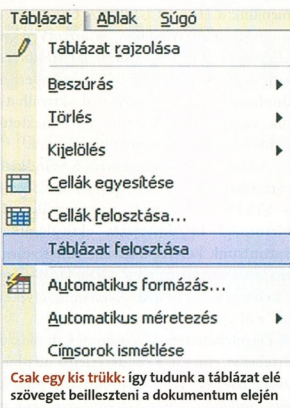 Táblázat Ablak Súgó
Táblázat rajzolása
Beszúrás
Törlés
Kijelölés
Cellák egyesítése
Cellák felosztása...
Táblázat felosztása
Automatikus formázás...
Automatikus méretezés
Címsorok ismétlése
Csak egy kis trükk: így tudunk a táblázat elé
szöveget beilleszteni a dokumentum elején